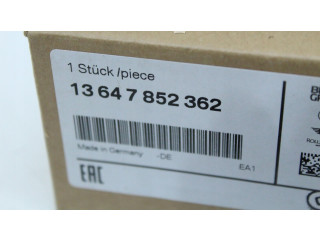 1 Stück/piece
13 64 7 852 362
Made in Germany -DE EA1
EAC